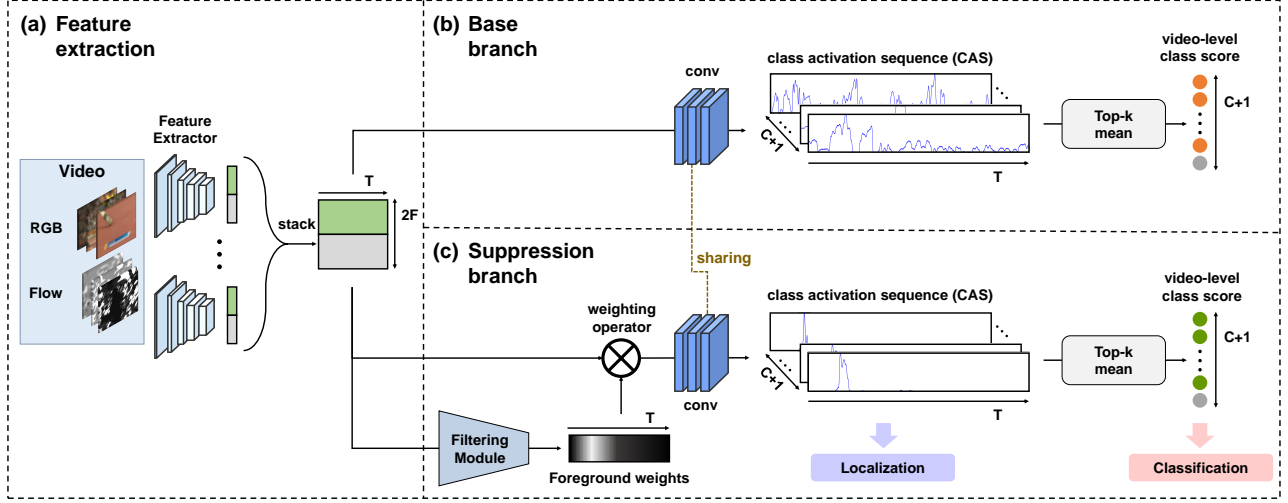 (a) Feature
extraction
Feature
Extractor
Video
RGB
Flow
stack
T
2F
(b) Base
branch
conv
class activation sequence (CAS)
C+1
T
Top-k
mean
video-level
class score
C+1
sharing
(c) Suppression
branch
weighting
operator
conv
class activation sequence (CAS)
C+1
T
Top-k
mean
video-level
class score
C+1
Filtering
Module
T
Foreground weights
Localization
Classification